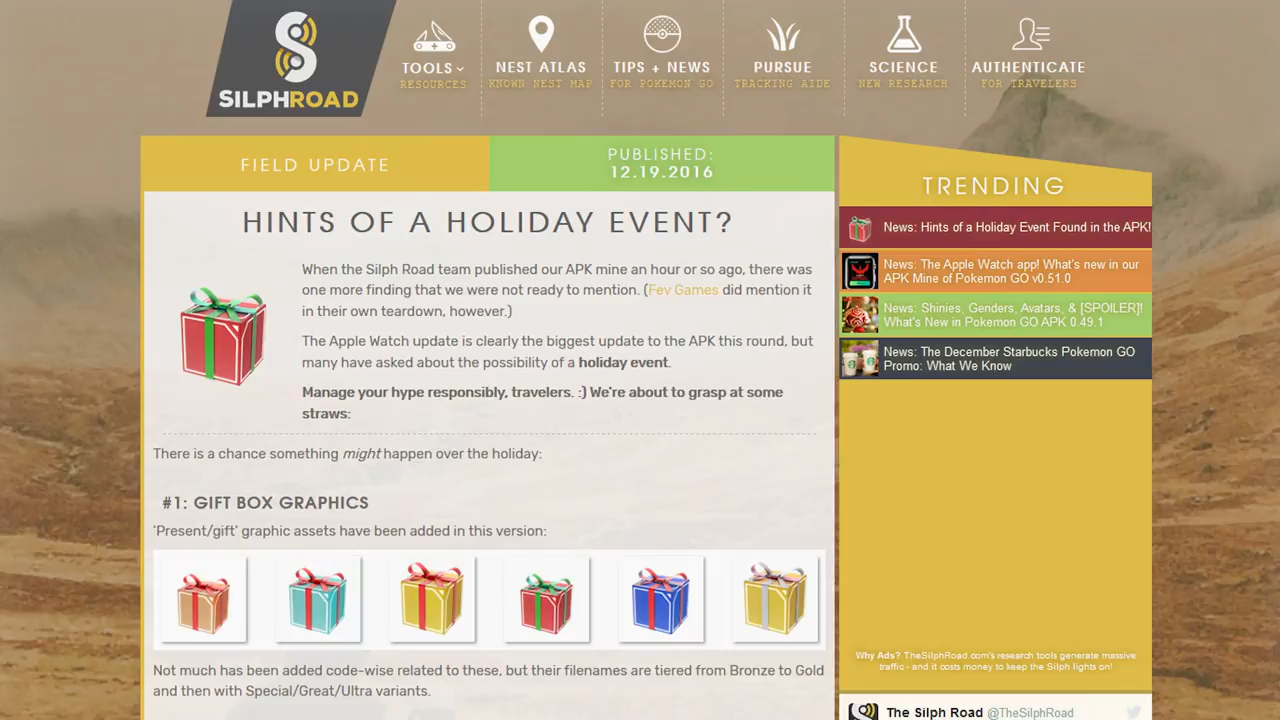 SILPHROAD
TOOLS
RESOURCES
NEST ATLAS
KNOWN NEST MAP
TIPS + NEWS
FOR POKEMON GO
PURSUE
TRACKING AIDE
SCIENCE
NEW RESEARCH
AUTHENTICATE
FOR TRAVELERS
FIELD UPDATE
PUBLISHED:
12.19.2016
HINTS OF A HOLIDAY EVENT?
When the Silph Road team published our APK mine an hour or so ago, there was
one more finding that we were not ready to mention. (Fev Games did mention it
in their own teardown, however.)
The Apple Watch update is clearly the biggest update to the APK this round, but
many have asked about the possibility of a holiday event.
Manage your hype responsibly, travelers. :) We're about to grasp at some
straws:
There is a chance something might happen over the holiday:
#1: GIFT BOX GRAPHICS
'Present/gift' graphic assets have been added in this version:
Not much has been added code-wise related to these, but their filenames are tiered from Bronze to Gold
and then with Special/Great/Ultra variants.
TRENDING
News: Hints of a Holiday Event Found in the APK!
News: The Apple Watch app! What's new in our
APK Mine of Pokemon GO v0.51.0
News: Shinies, Genders, Avatars, & [SPOILER]!
What's New in Pokemon GO APK 0.49.1
News: The December Starbucks Pokemon GO
Promo: What We Know
Why Ads? TheSilphRoad.com's research tools generate massive
traffic - and it costs money to keep the Silph lights on!
The Silph Road @TheSilphRoad